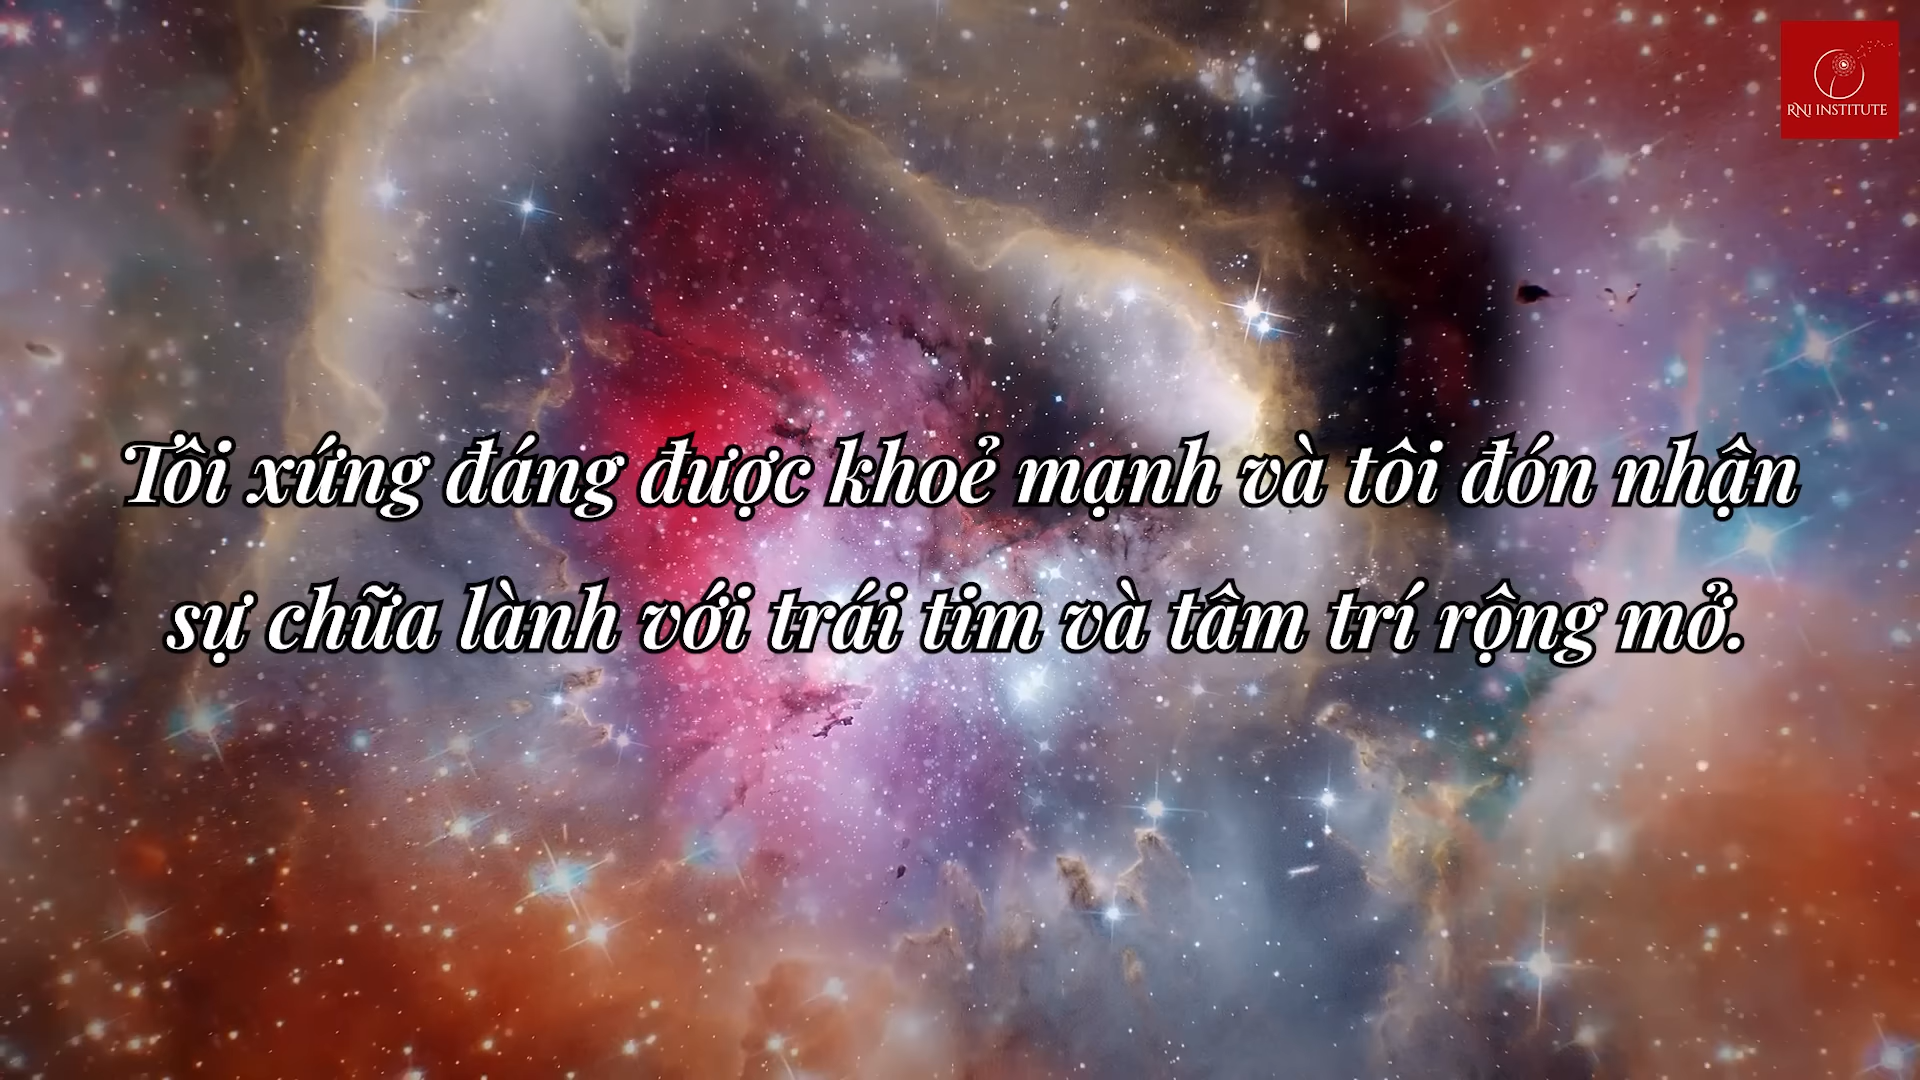 RNI INSTITUTE
Tôi xứng đáng được khoẻ mạnh và tôi đón nhận
sự chữa lành với trái tim và tâm trí rộng mở.